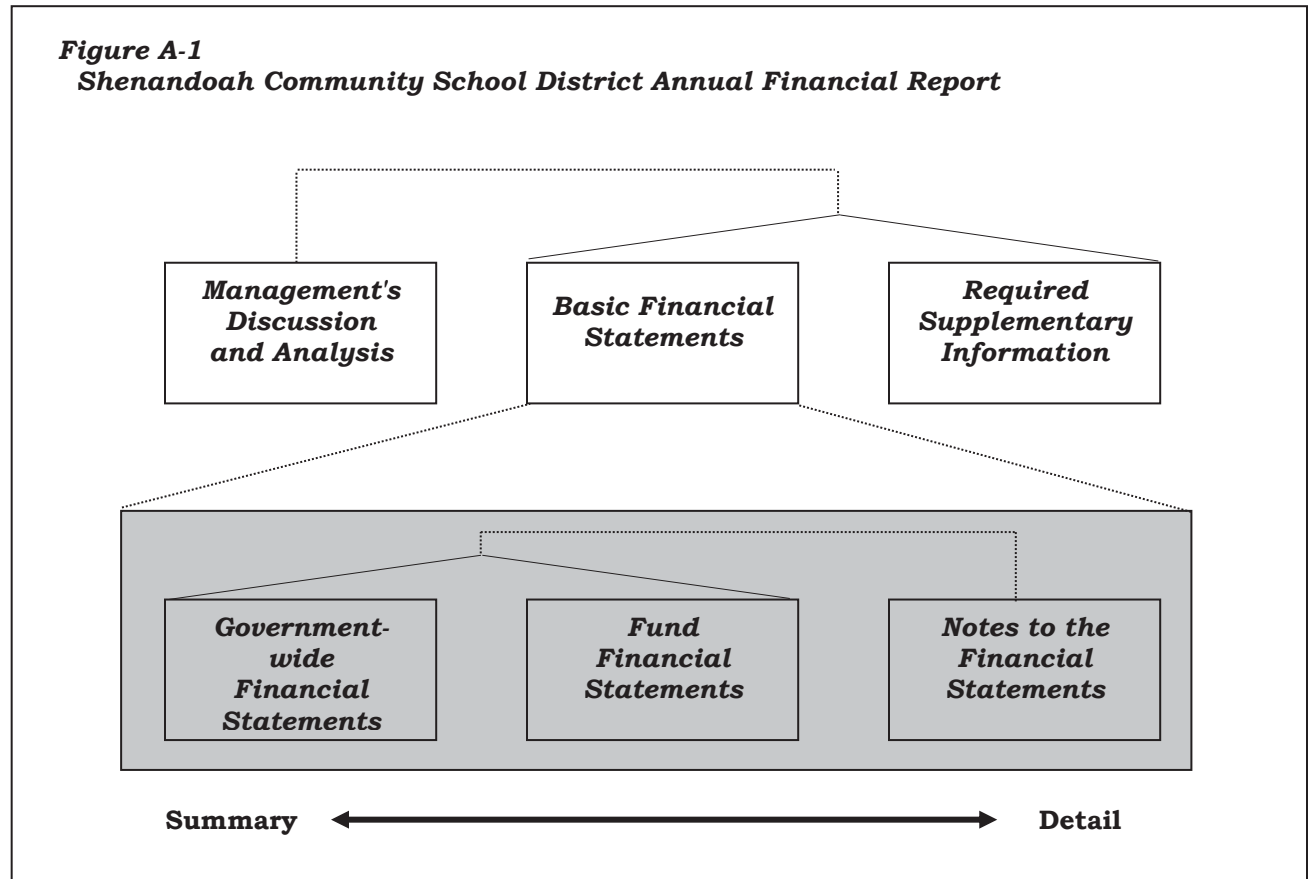 Figure A-1
Shenandoah Community School District Annual Financial Report
Management's
Discussion
and Analysis
Basic Financial
Statements
Required
Supplementary
Information
Government-
wide
Financial
Statements
Fund
Financial
Statements
Notes to the
Financial
Statements
Summary
Detail